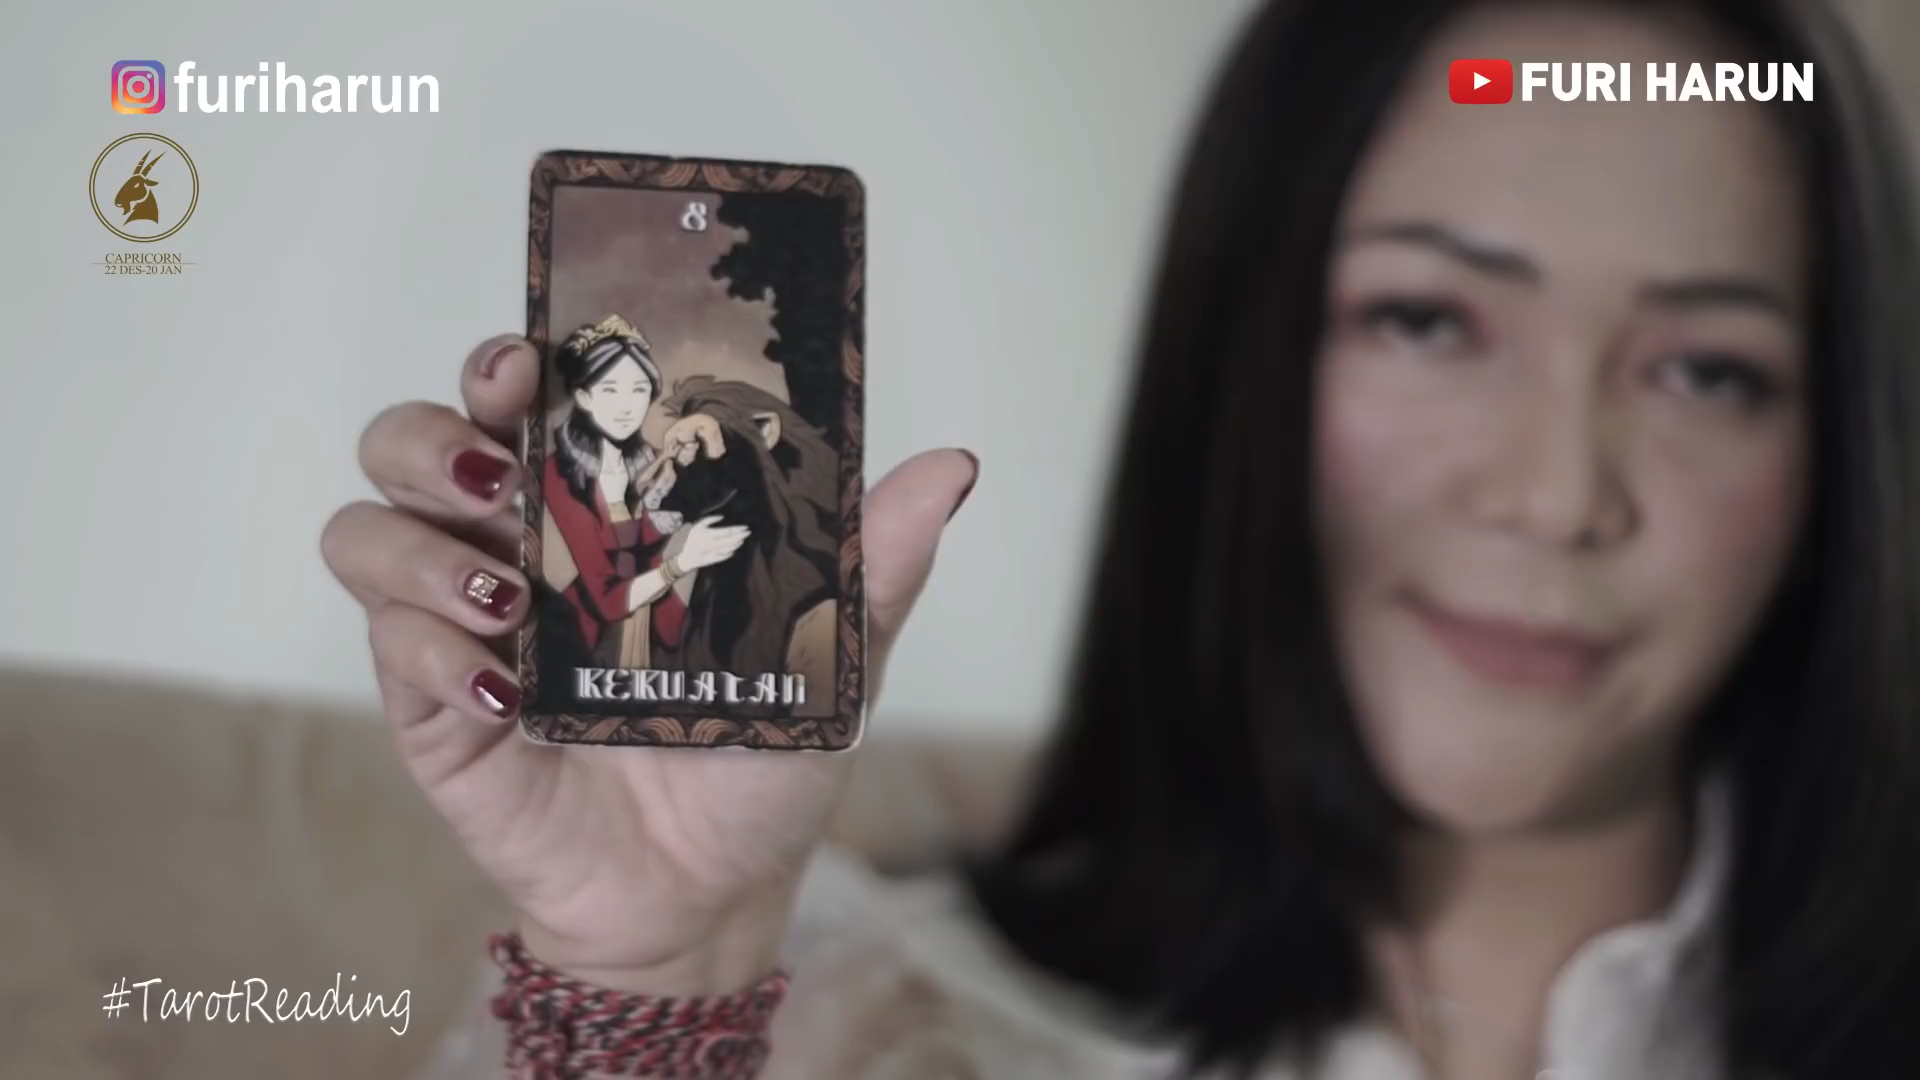 furiharun
FURI HARUN
CAPRICORN
22 DES-20 JAN
8
KEKUATAN
#TarotReading